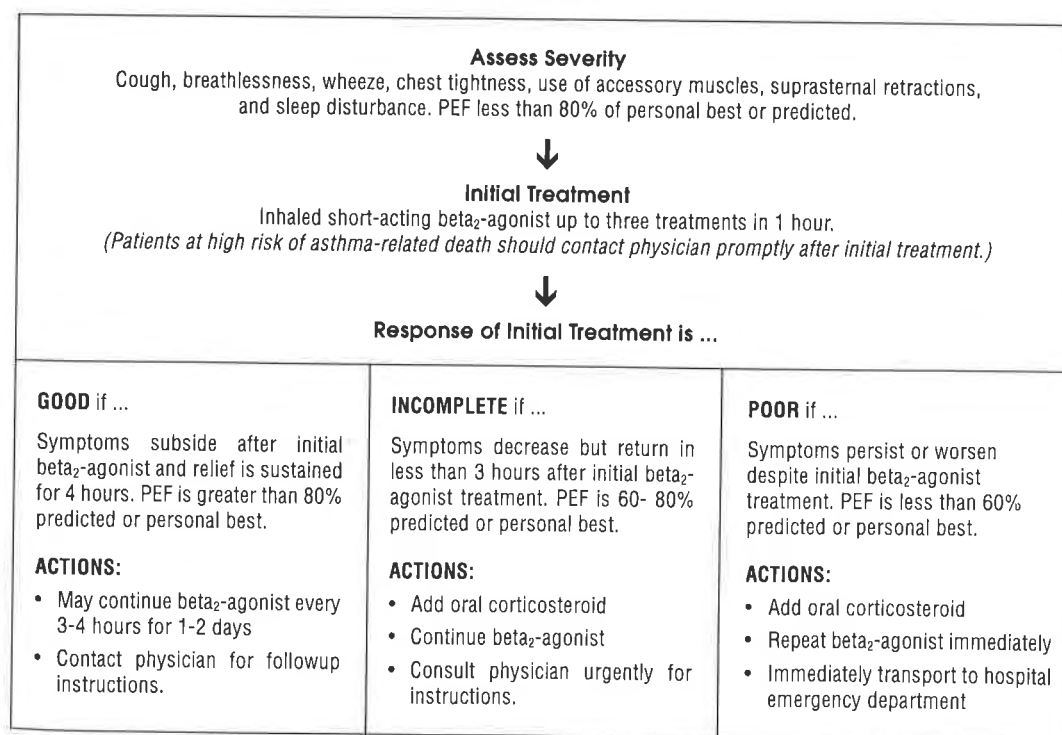 Assess Severity
Cough, breathlessness, wheeze, chest tightness, use of accessory muscles, suprasternal retractions,
and sleep disturbance. PEF less than 80% of personal best or predicted.
Initial Treatment
Inhaled short-acting beta₂-agonist up to three treatments in 1 hour.
(Patients at high risk of asthma-related death should contact physician promptly after initial treatment.)
Response of Initial Treatment is ...
GOOD if ...
Symptoms subside after initial
beta₂-agonist and relief is sustained
for 4 hours. PEF is greater than 80%
predicted or personal best.
ACTIONS:
• May continue beta₂-agonist every
3-4 hours for 1-2 days
• Contact physician for followup
instructions.
INCOMPLETE if ...
Symptoms decrease but return in
less than 3 hours after initial beta₂-
agonist treatment. PEF is 60- 80%
predicted or personal best.
ACTIONS:
• Add oral corticosteroid
• Continue beta₂-agonist
• Consult physician urgently for
instructions.
POOR if ...
Symptoms persist or worsen
despite initial beta₂-agonist
treatment. PEF is less than 60%
predicted or personal best.
ACTIONS:
• Add oral corticosteroid
• Repeat beta₂-agonist immediately
• Immediately transport to hospital
emergency department